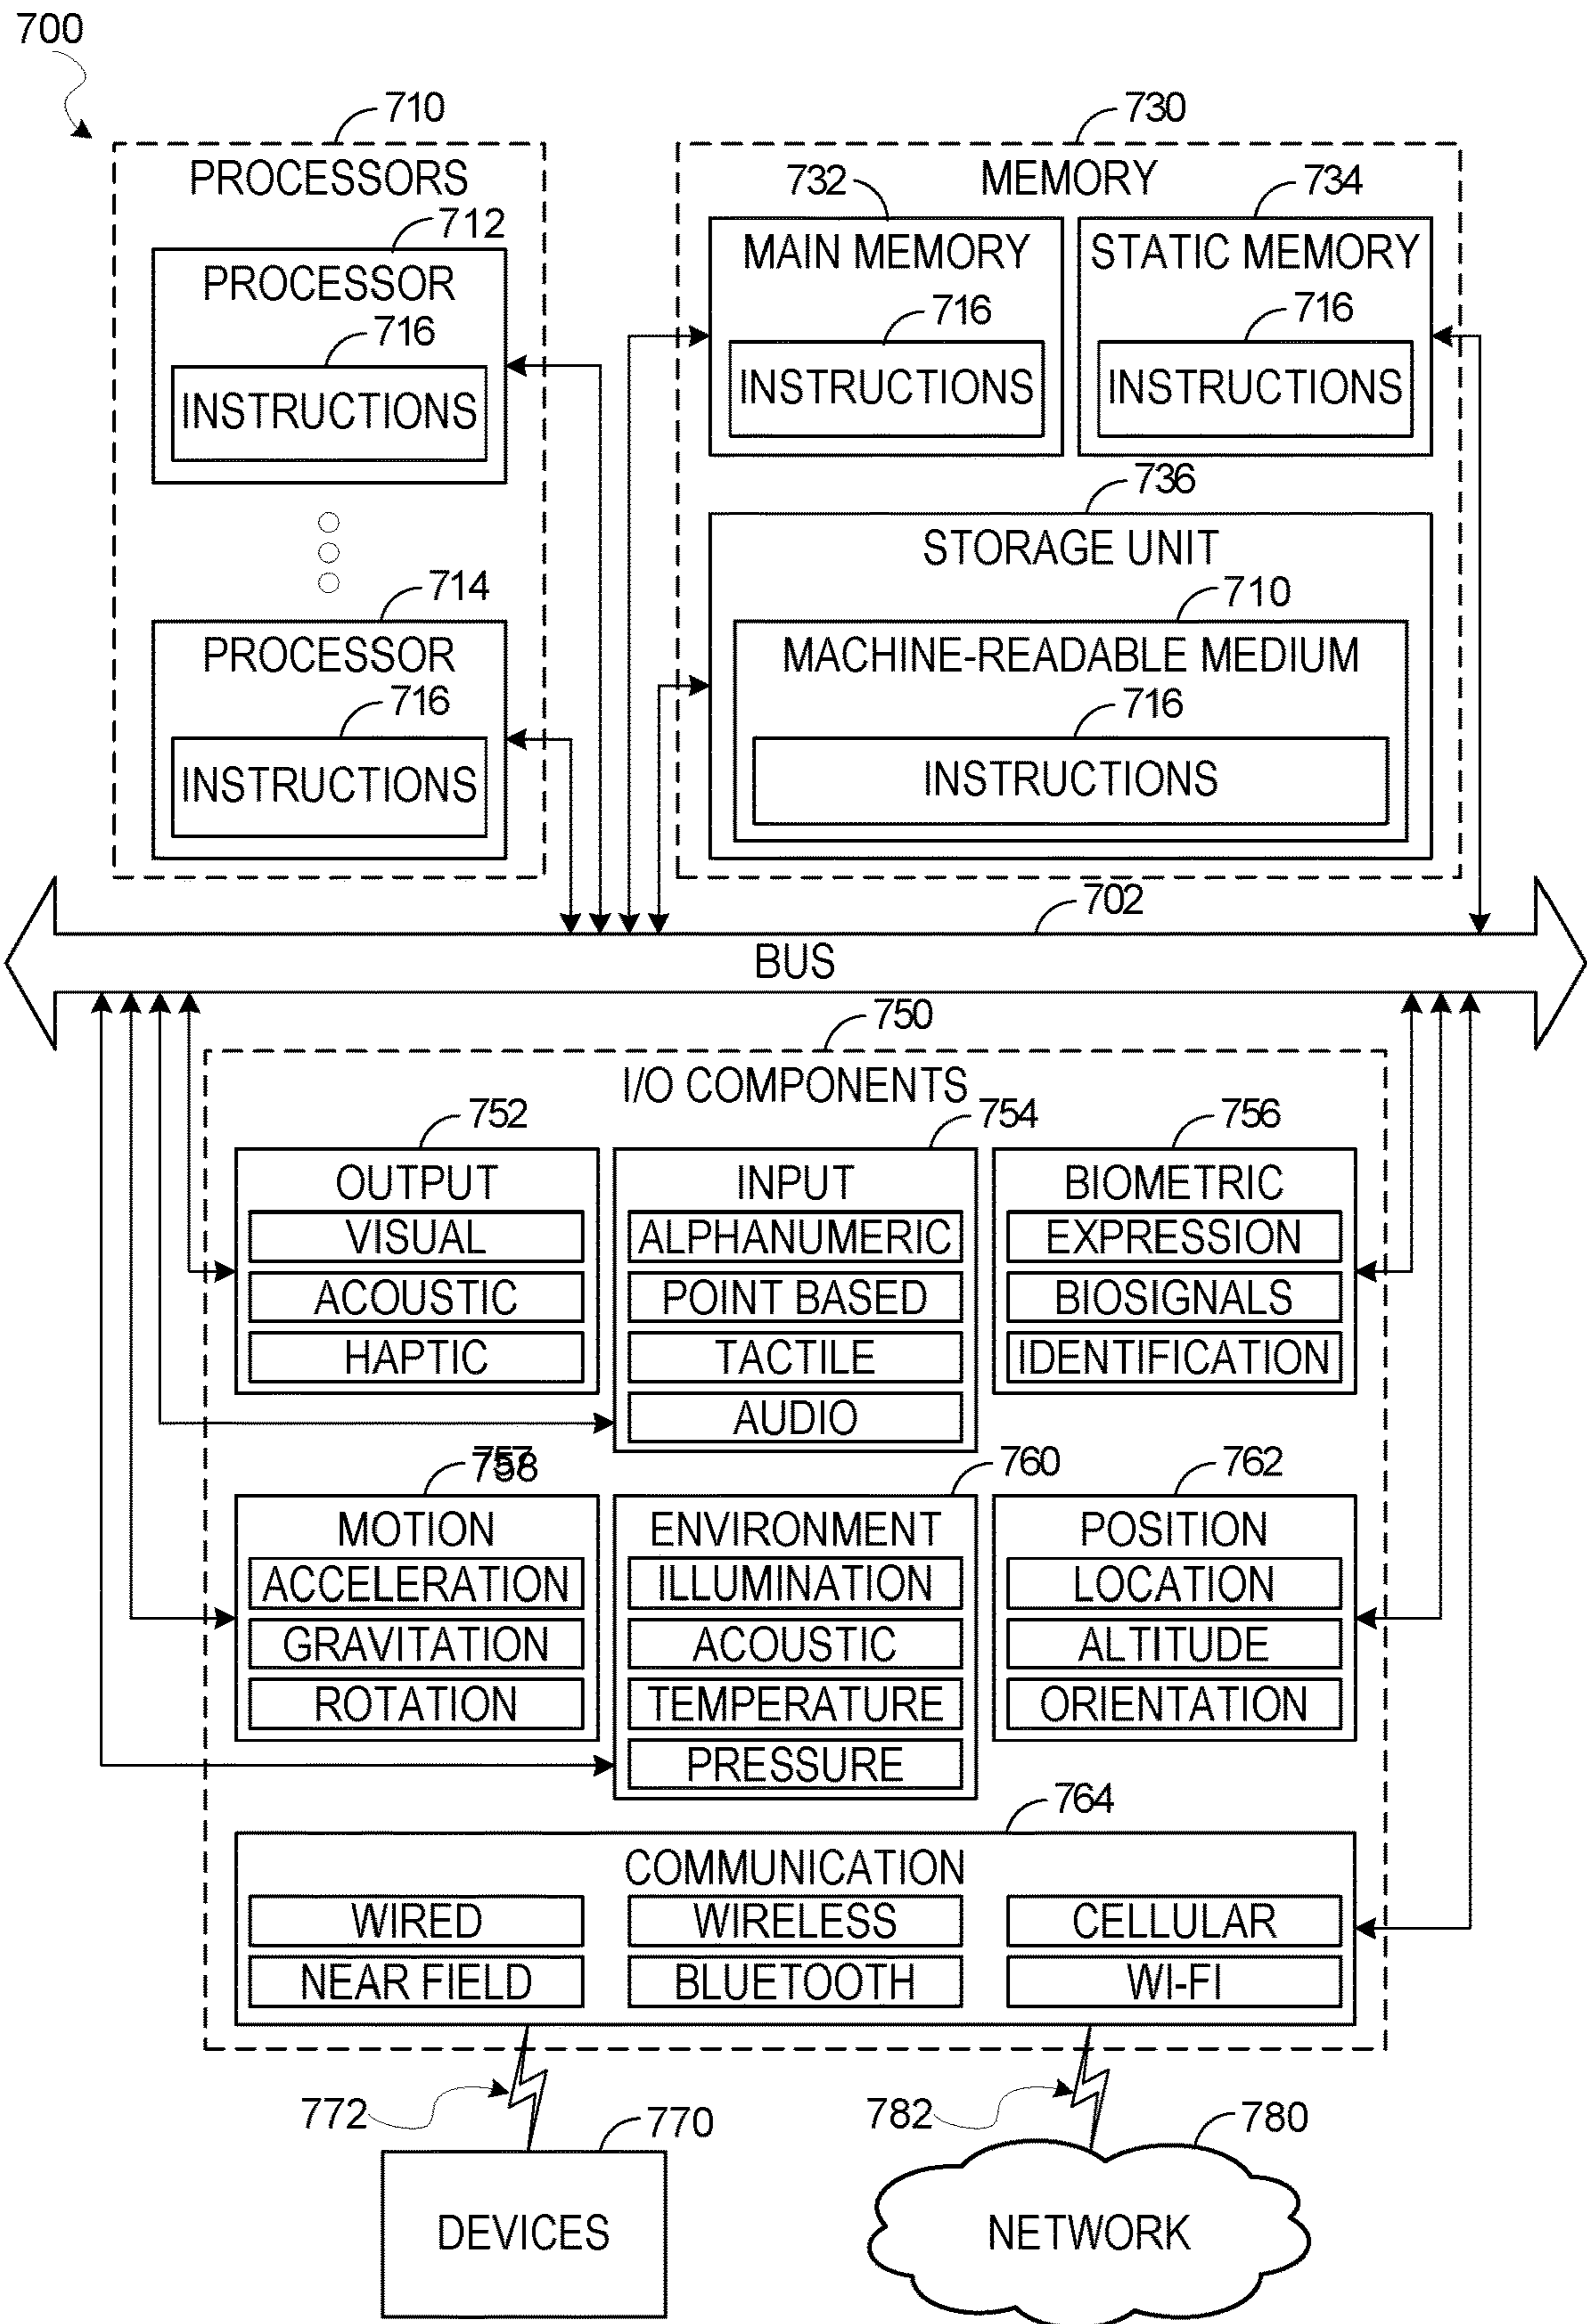 700
710
730
PROCESSORS
MEMORY
732
734
712
PROCESSOR
MAIN MEMORY
STATIC MEMORY
716
716
716
INSTRUCTIONS
INSTRUCTIONS
INSTRUCTIONS
736
STORAGE UNIT
714
710
PROCESSOR
MACHINE-READABLE MEDIUM
716
716
INSTRUCTIONS
INSTRUCTIONS
702
BUS
750
I/O COMPONENTS
752
754
756
OUTPUT
INPUT
BIOMETRIC
VISUAL
ALPHANUMERIC
EXPRESSION
ACOUSTIC
POINT BASED
BIOSIGNALS
HAPTIC
TACTILE
IDENTIFICATION
AUDIO
758
760
762
MOTION
ENVIRONMENT
POSITION
ACCELERATION
ILLUMINATION
LOCATION
GRAVITATION
ACOUSTIC
ALTITUDE
ROTATION
TEMPERATURE
ORIENTATION
PRESSURE
764
COMMUNICATION
WIRED
WIRELESS
CELLULAR
NEAR FIELD
BLUETOOTH
WI-FI
772
770
782
780
DEVICES
NETWORK